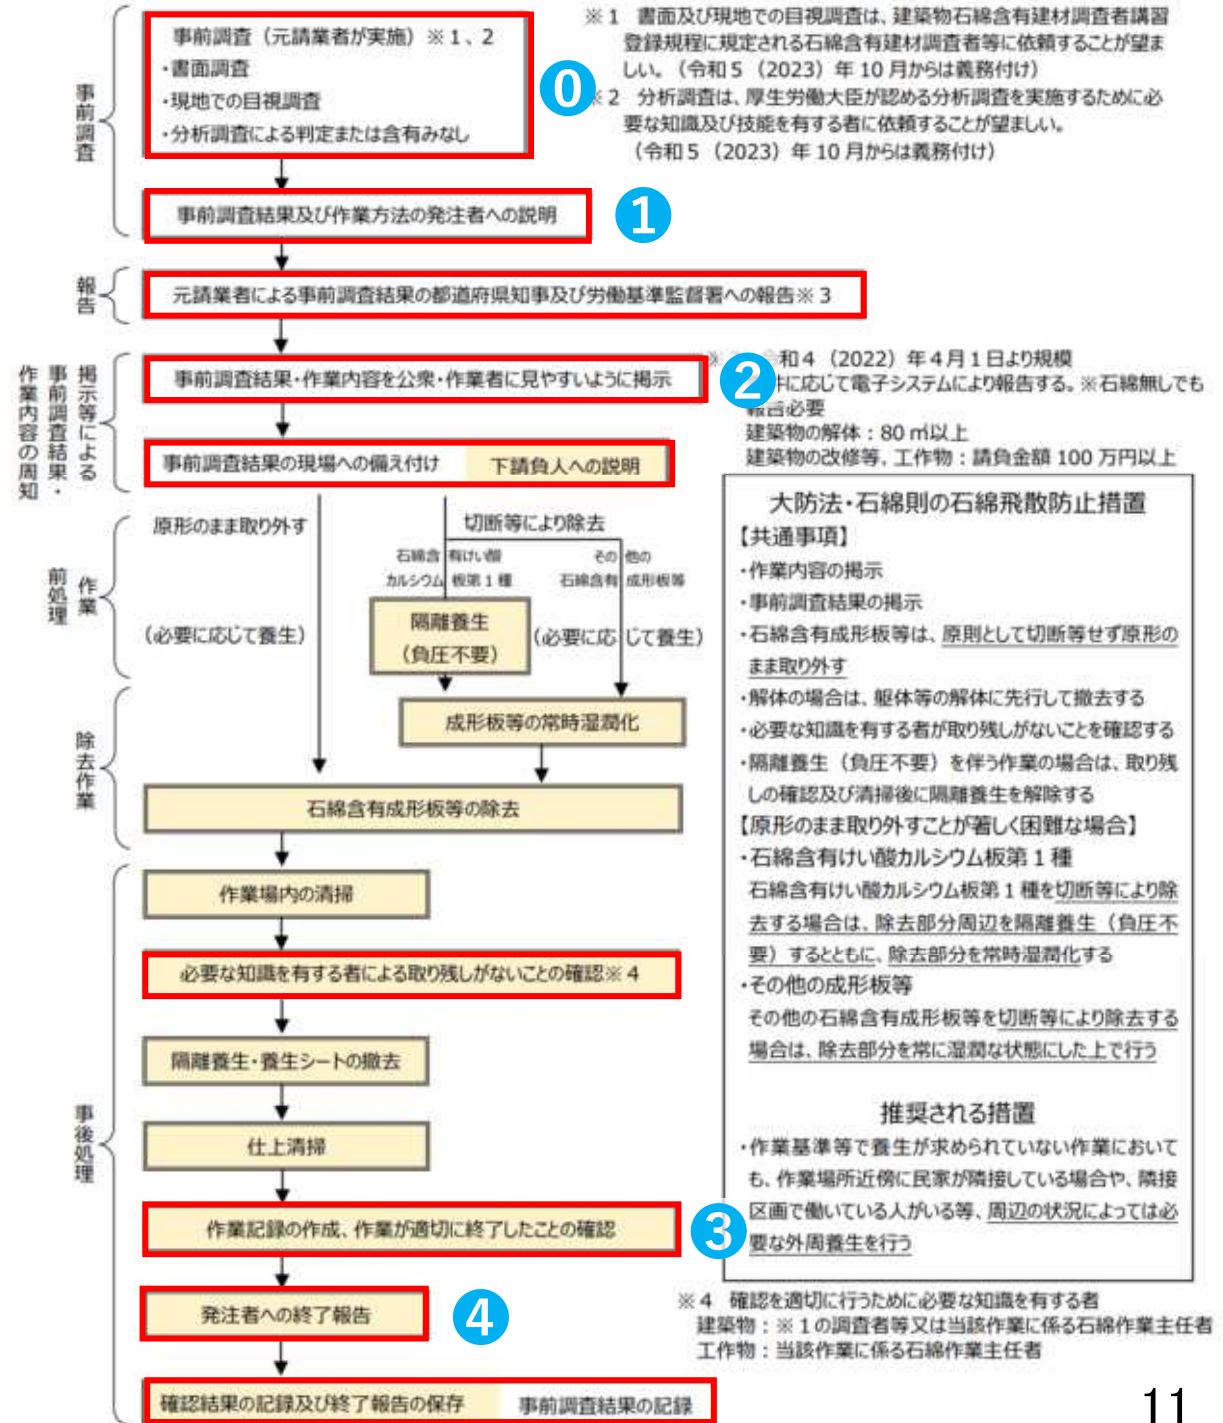 事前調査
事前調査（元請業者が実施）※１、２
・書面調査
・現地での目視調査
・分析調査による判定または含有みなし
0
※１　書面及び現地での目視調査は、建築物石綿含有建材調査者講習
登録規程に規定される石綿含有建材調査者等に依頼することが望ま
しい。（令和５（2023）年 10 月からは義務付け）
※２　分析調査は、厚生労働大臣が認める分析調査を実施するために必
要な知識及び技能を有する者に依頼することが望ましい。
（令和５（2023）年 10 月からは義務付け）
事前調査結果及び作業方法の発注者への説明
1
報告
元請業者による事前調査結果の都道府県知事及び労働基準監督署への報告※３
掲示等による
事前調査結果・
作業内容の周知
事前調査結果・作業内容を公衆・作業者に見やすいように掲示
2
和４（2022）年４月１日より規模
件に応じて電子システムにより報告する。※石綿無しでも
報告必要
建築物の解体：80 ㎡以上
建築物の改修等、工作物：請負金額 100 万円以上
事前調査結果の現場への備え付け
下請負人への説明
作業
前処理
原形のまま取り外す
切断等により除去
石綿含有けい酸
カルシウム板第１種
その他の
石綿含有成形板等
（必要に応じて養生）
隔離養生
（負圧不要）
（必要に応じて養生）
除去作業
成形板等の常時湿潤化
石綿含有成形板等の除去
事後処理
作業場内の清掃
必要な知識を有する者による取り残しがないことの確認※４
隔離養生・養生シートの撤去
仕上清掃
作業記録の作成、作業が適切に終了したことの確認
3
発注者への終了報告
4
確認結果の記録及び終了報告の保存
事前調査結果の記録
大防法・石綿則の石綿飛散防止措置
【共通事項】
・作業内容の掲示
・事前調査結果の掲示
・石綿含有成形板等は、原則として切断等せず原形の
まま取り外す
・解体の場合は、躯体等の解体に先行して撤去する
・必要な知識を有する者が取り残しがないことを確認する
・隔離養生（負圧不要）を伴う作業の場合は、取り残
しの確認及び清掃後に隔離養生を解除する
【原形のまま取り外すことが著しく困難な場合】
・石綿含有けい酸カルシウム板第１種
石綿含有けい酸カルシウム板第１種を切断等により除
去する場合は、除去部分周辺を隔離養生（負圧不
要）するとともに、除去部分を常時湿潤化する
・その他の成形板等
その他の石綿含有成形板等を切断等により除去する
場合は、除去部分を常に湿潤な状態にした上で行う
推奨される措置
・作業基準等で養生が求められていない作業において
も、作業場所近傍に民家が隣接している場合や、隣接
区画で働いている人がいる等、周辺の状況によっては必
要な外周養生を行う
※４　確認を適切に行うために必要な知識を有する者
建築物：※１の調査者等又は当該作業に係る石綿作業主任者
工作物：当該作業に係る石綿作業主任者
11